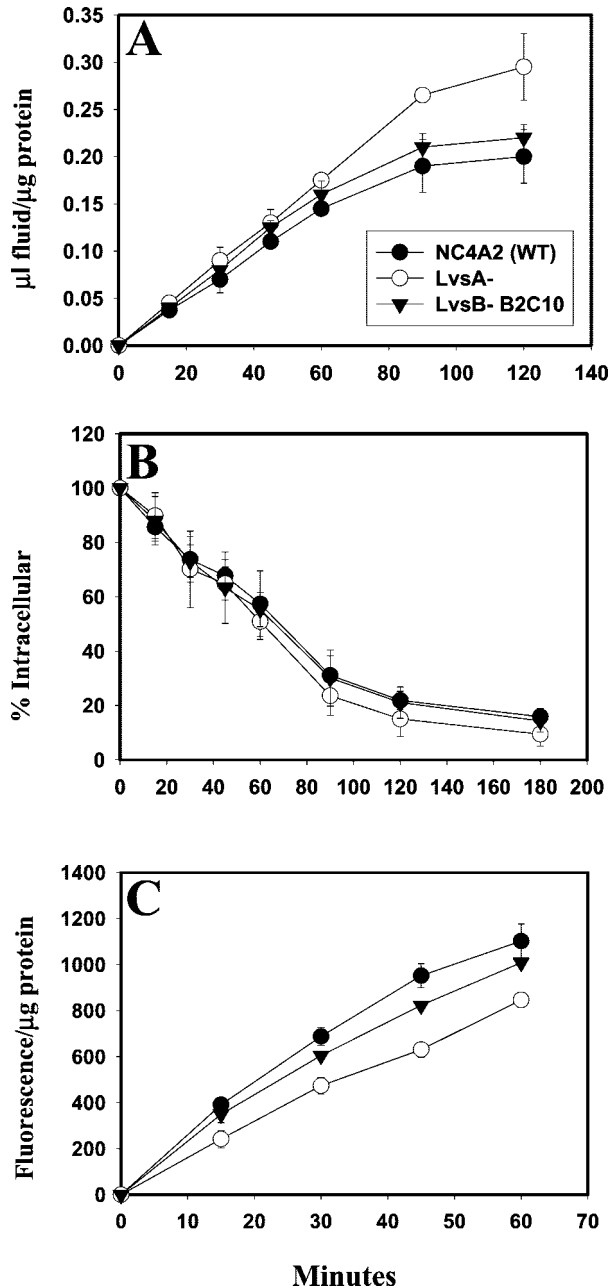 A
µl fluid/µg protein
0.35
0.30
0.25
0.20
0.15
0.10
0.05
0.00
NC4A2 (WT)
LvsA-
LvsB- B2C10
0 20 40 60 80 100 120 140
B
% Intracellular
120
100
80
60
40
20
0
0 20 40 60 80 100 120 140 160 180 200
C
Fluorescence/µg protein
1400
1200
1000
800
600
400
200
0
0 10 20 30 40 50 60 70
Minutes